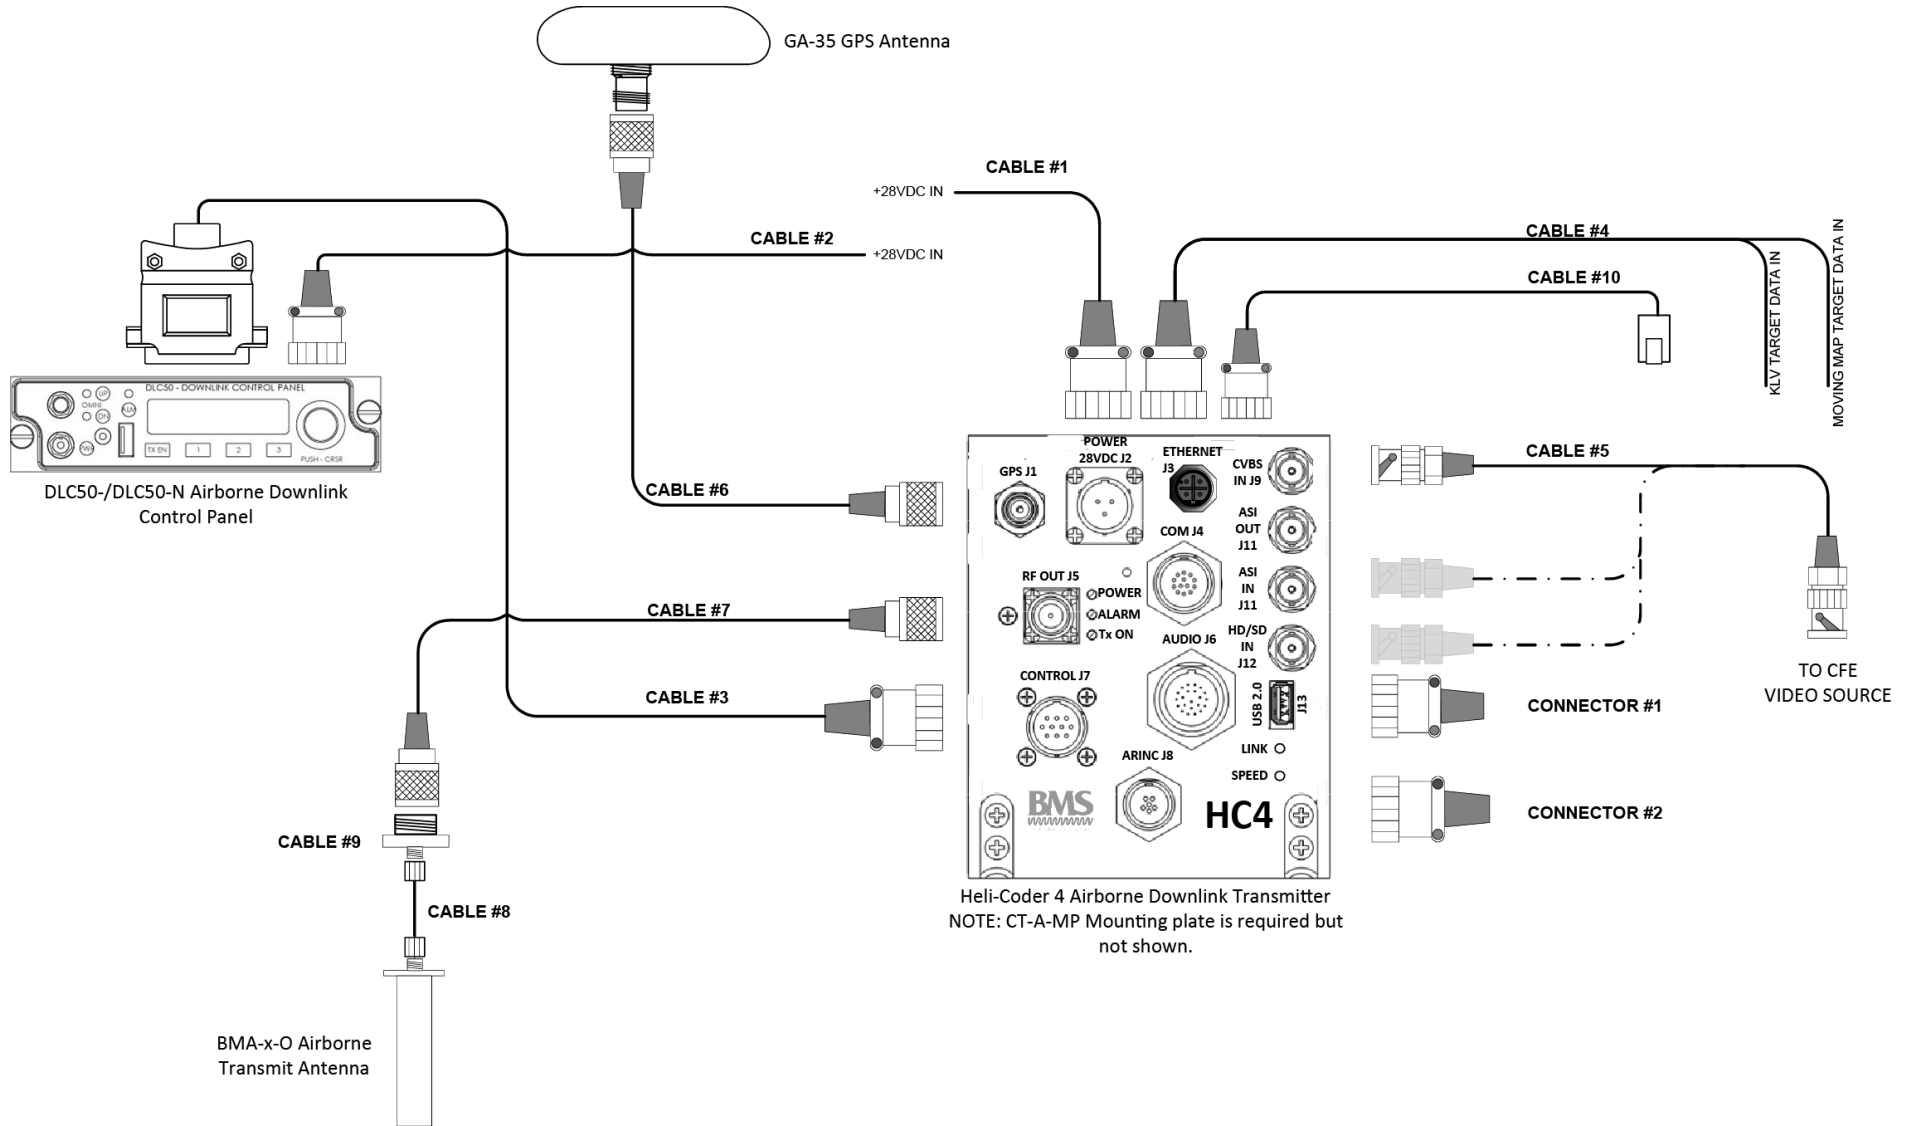 GA-35 GPS Antenna
CABLE #1
+28VDC IN
CABLE #2
+28VDC IN
CABLE #4
CABLE #10
KLV TARGET DATA IN
MOVING MAP TARGET DATA IN
DLC50 - DOWNLINK CONTROL PANEL
UP
OMNI
DN
ALM
PWR
TX EN
1
2
3
PUSH - CRSR
DLC50-/DLC50-N Airborne Downlink
Control Panel
CABLE #6
CABLE #7
CABLE #3
CABLE #9
CABLE #8
BMA-x-O Airborne
Transmit Antenna
GPS J1
POWER
28VDC J2
ETHERNET
J3
CVBS
IN J9
ASI
OUT
J11
COM J4
ASI
IN
J11
RF OUT J5
POWER
ALARM
Tx ON
HD/SD
IN
J12
AUDIO J6
CONTROL J7
USB 2.0
J13
LINK
SPEED
ARINC J8
BMS
HC4
Heli-Coder 4 Airborne Downlink Transmitter
NOTE: CT-A-MP Mounting plate is required but
not shown.
CABLE #5
TO CFE
VIDEO SOURCE
CONNECTOR #1
CONNECTOR #2